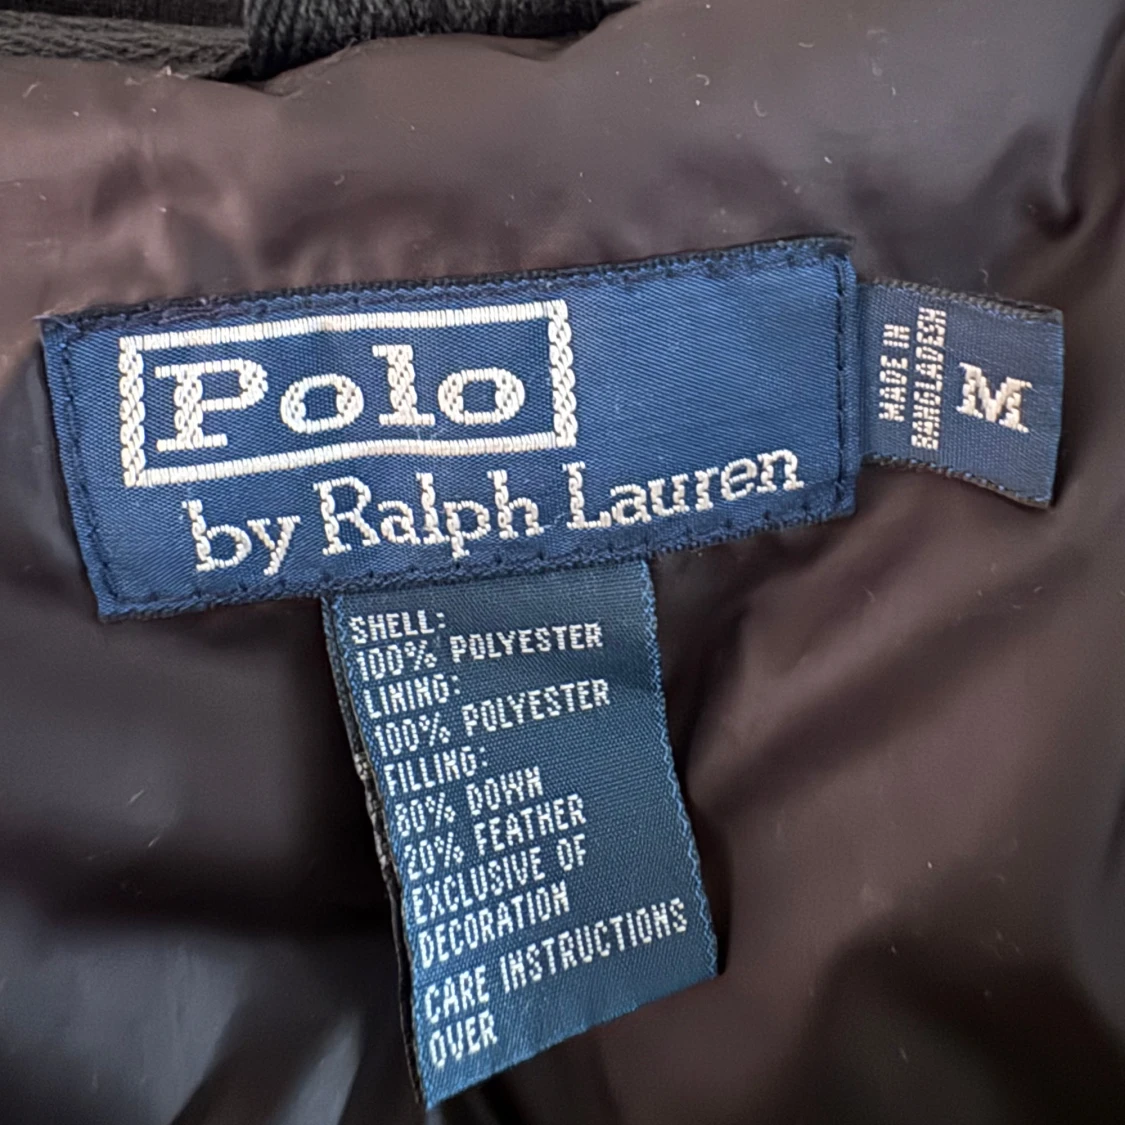 Polo
by Ralph Lauren
MADE IN
BANGLADESH
M
SHELL:
100% POLYESTER
LINING:
100% POLYESTER
FILLING:
80% DOWN
20% FEATHER
EXCLUSIVE OF
DECORATION
CARE INSTRUCTIONS
OVER